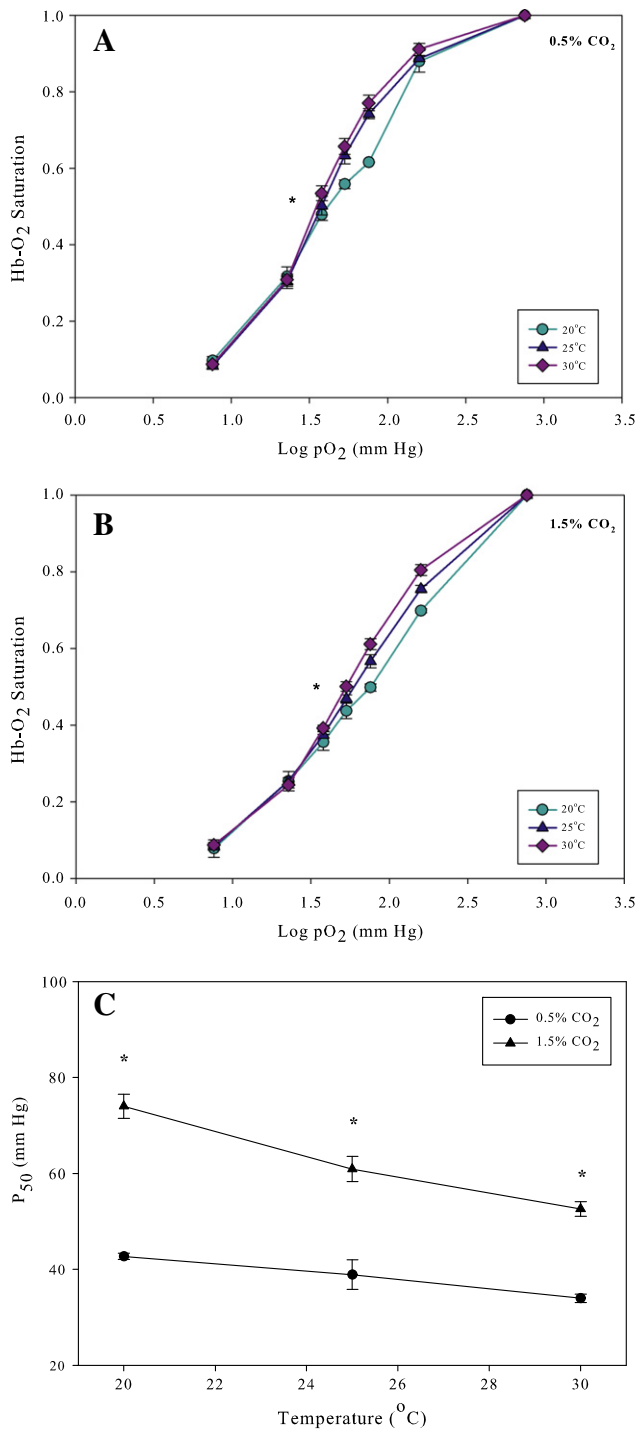 A
0.5% CO2
1.0
0.8
0.6
0.4
0.2
0.0
Hb-O2 Saturation
*
20°C
25°C
30°C
0.0 0.5 1.0 1.5 2.0 2.5 3.0 3.5
Log pO2 (mm Hg)
B
1.5% CO2
1.0
0.8
0.6
0.4
0.2
0.0
Hb-O2 Saturation
*
20°C
25°C
30°C
0.0 0.5 1.0 1.5 2.0 2.5 3.0 3.5
Log pO2 (mm Hg)
C
0.5% CO2
1.5% CO2
100
80
60
40
20
P50 (mm Hg)
* * *
20 22 24 26 28 30
Temperature (°C)